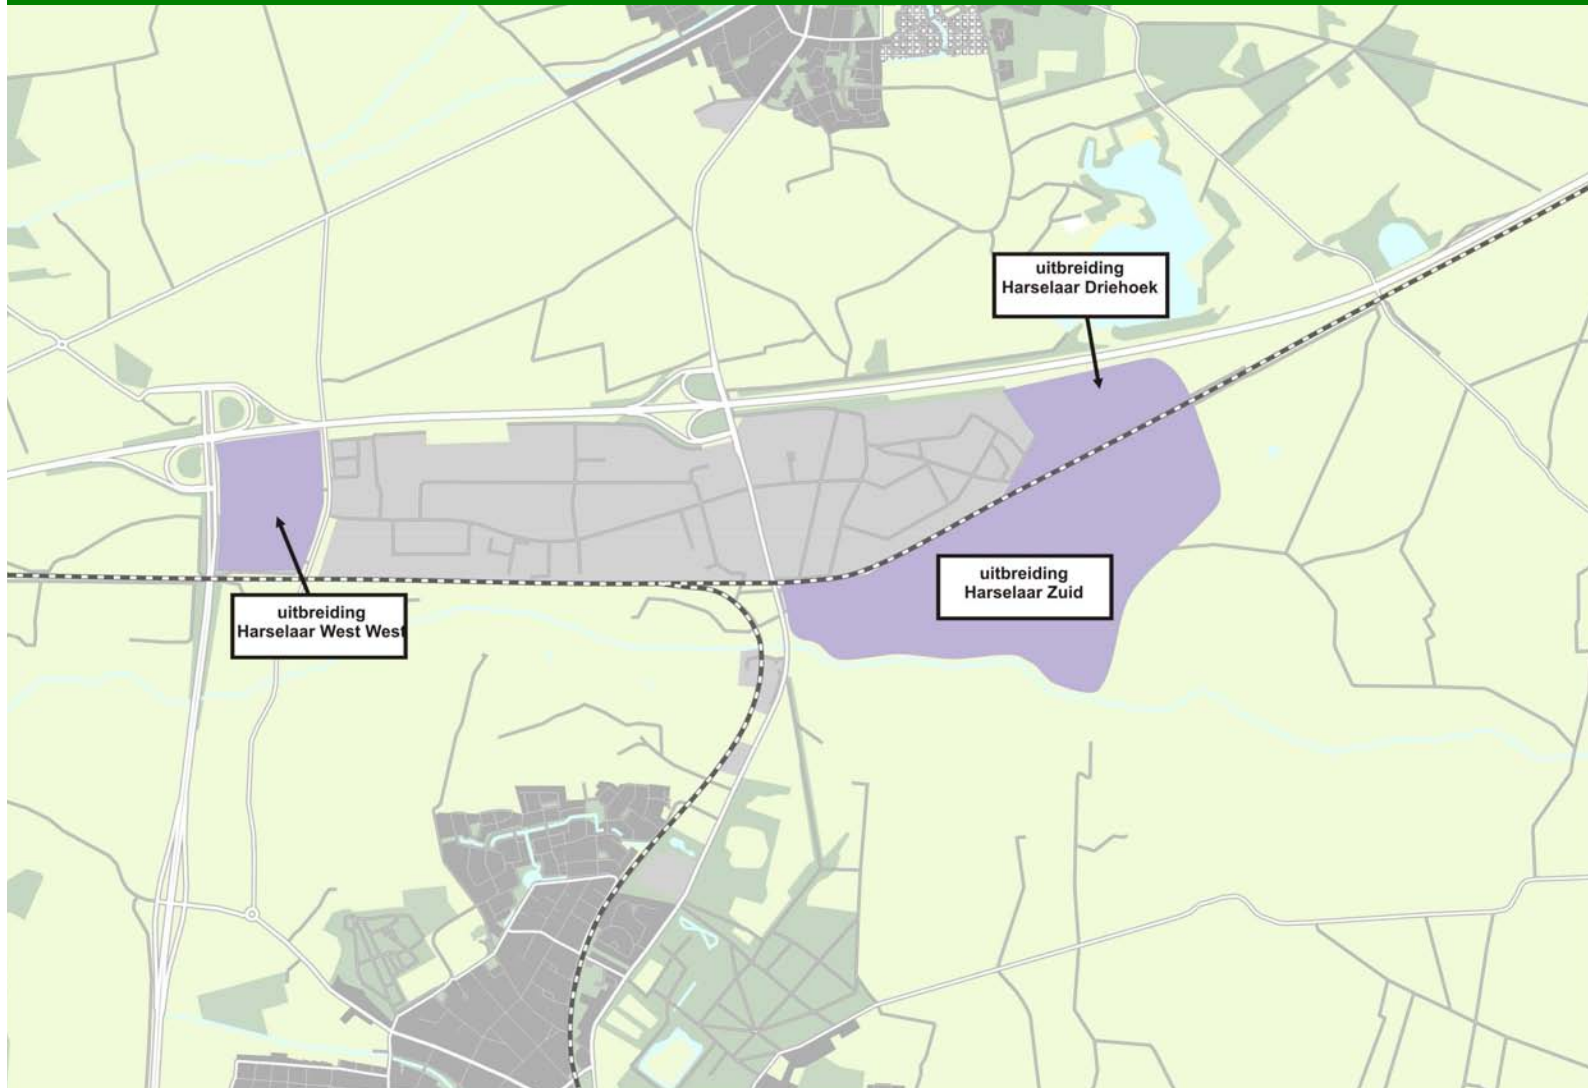 uitbreiding
Harselaar Driehoek
uitbreiding
Harselaar Zuid
uitbreiding
Harselaar West West